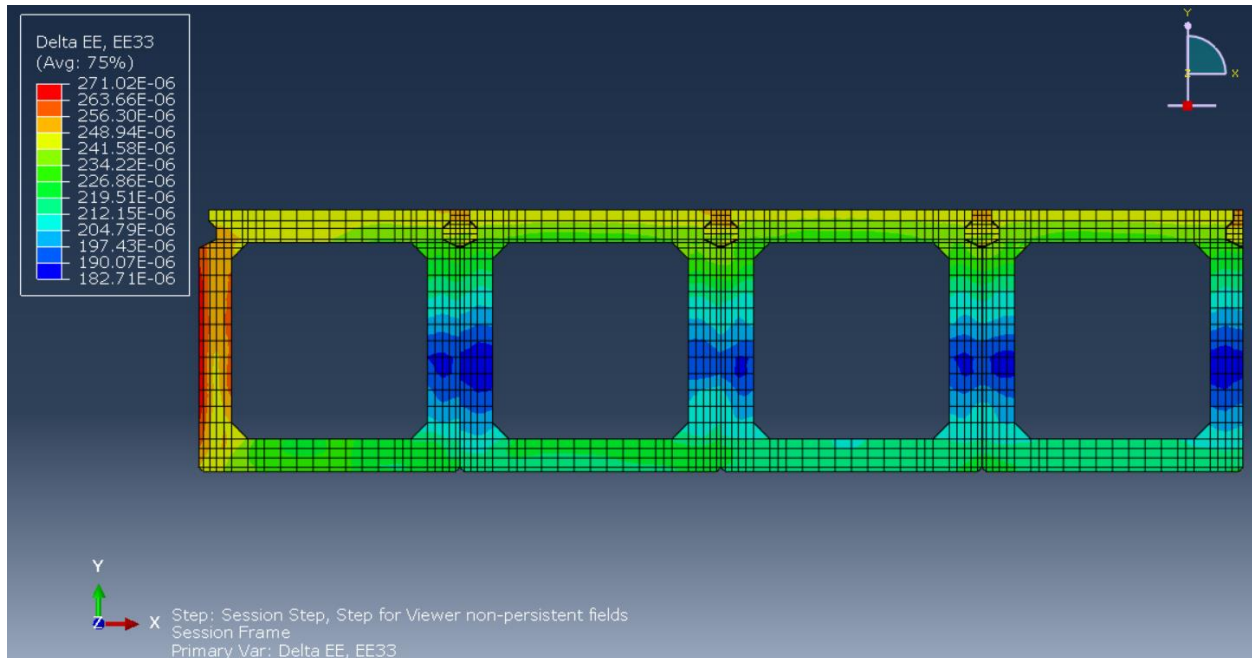 Delta EE, EE33
(Avg: 75%)
271.02E-06
263.66E-06
256.30E-06
248.94E-06
241.58E-06
234.22E-06
226.86E-06
219.51E-06
212.15E-06
204.79E-06
197.43E-06
190.07E-06
182.71E-06
Y
Z
X
Y
Z
X
Step: Session Step, Step for Viewer non-persistent fields
Session Frame
Primary Var: Delta EE, EE33